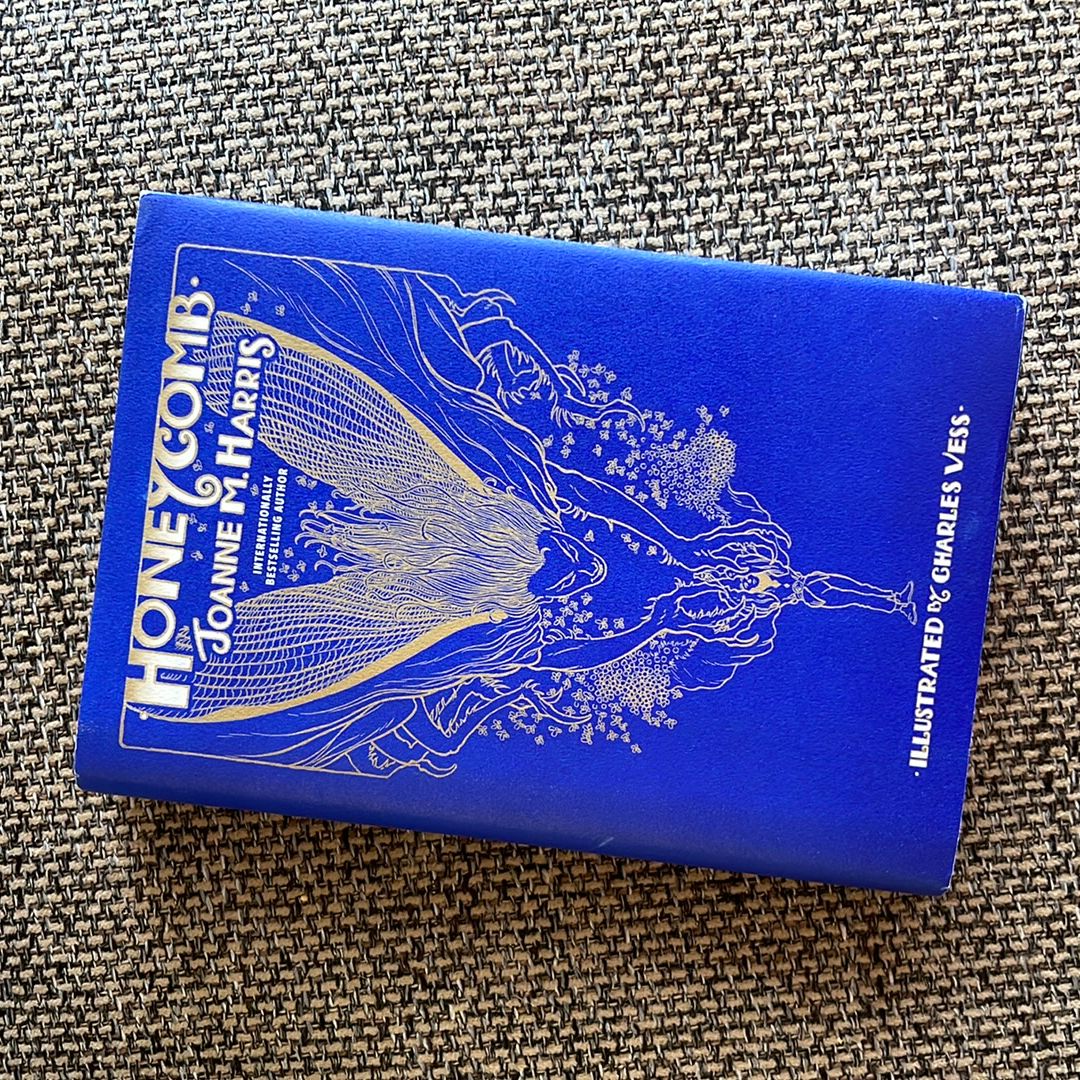 ·HONEYCOMB·
JOANNE M. HARRIS
INTERNATIONALLY
BESTSELLING AUTHOR
·ILLUSTRATED by CHARLES VESS·